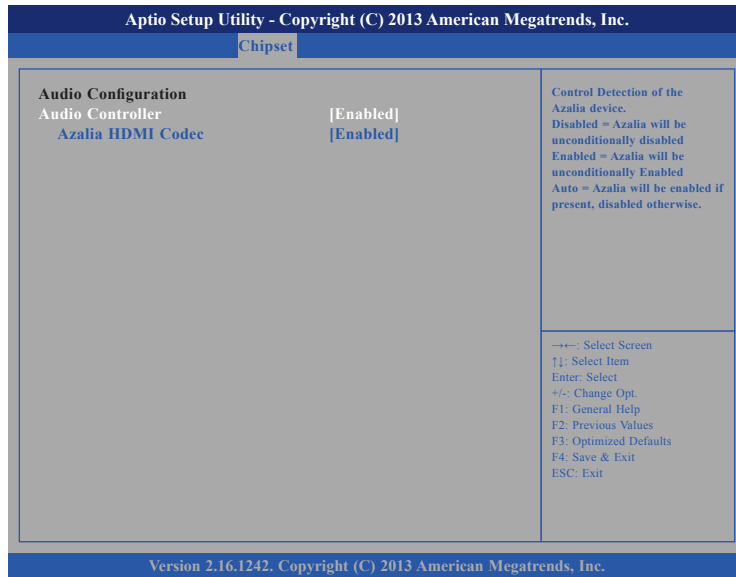 Aptio Setup Utility - Copyright (C) 2013 American Megatrends, Inc.
Chipset
Audio Configuration
Audio Controller [Enabled]
Azalia HDMI Codec [Enabled]
Control Detection of the
Azalia device.
Disabled = Azalia will be
unconditionally disabled
Enabled = Azalia will be
unconditionally Enabled
Auto = Azalia will be enabled if
present, disabled otherwise.
→←: Select Screen
↑↓: Select Item
Enter: Select
+/-: Change Opt.
F1: General Help
F2: Previous Values
F3: Optimized Defaults
F4: Save & Exit
ESC: Exit
Version 2.16.1242. Copyright (C) 2013 American Megatrends, Inc.